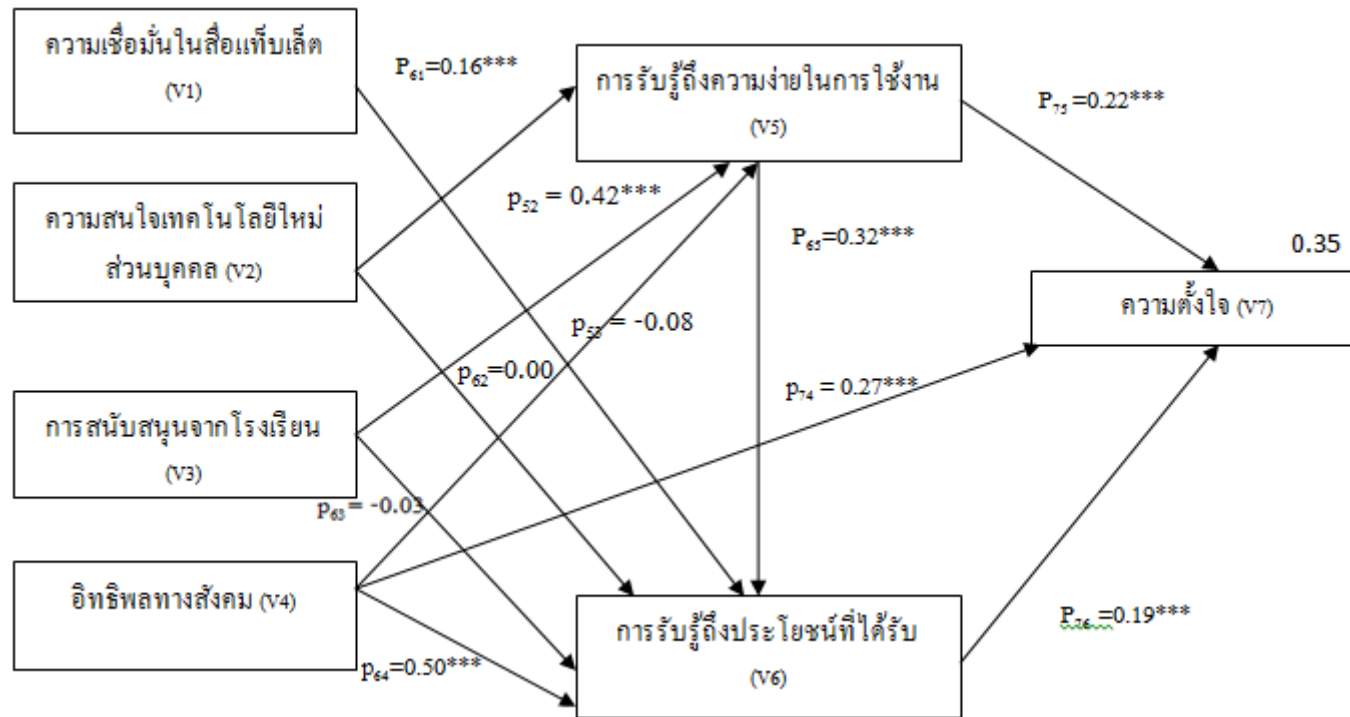 ความเชื่อมั่นในสื่อแท็บเล็ต
(V1)
P₆₁=0.16***
การรับรู้ถึงความง่ายในการใช้งาน
(V5)
P₇₅ =0.22***
ความสนใจเทคโนโลยีใหม่
ส่วนบุคคล (V2)
p₅₂ = 0.42***
P₆₅=0.32***
0.35
ความตั้งใจ (V7)
p₅₃ = -0.08
p₆₂=0.00
p₇₄ = 0.27***
การสนับสนุนจากโรงเรียน
(V3)
p₆₃= -0.03
อิทธิพลทางสังคม (V4)
การรับรู้ถึงประโยชน์ที่ได้รับ
(V6)
P₇₆ =0.19***
p₆₄=0.50***